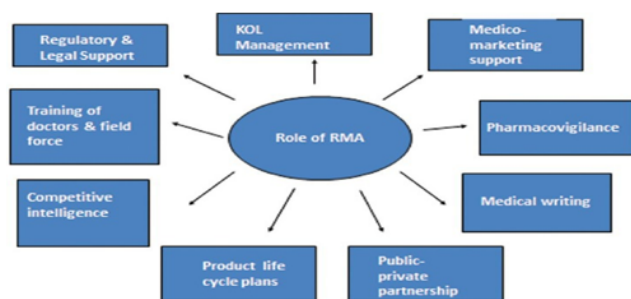 KOL
Management
Medico-
marketing
support
Regulatory &
Legal Support
Training of
doctors & field
force
Role of RMA
Pharmacovigilance
Competitive
intelligence
Medical writing
Product life
cycle plans
Public-
private
partnership